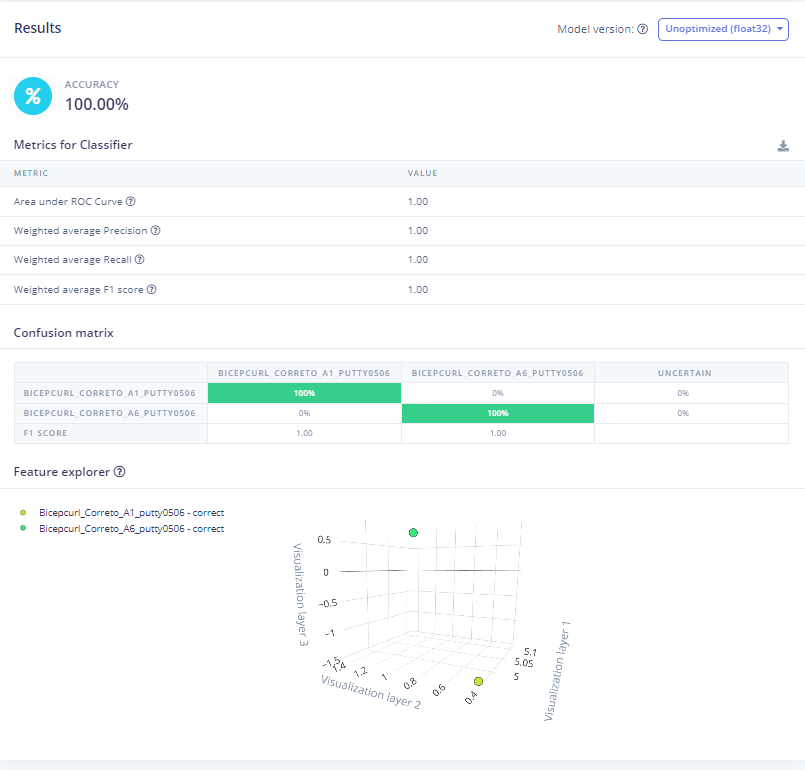 Results
Model version: Unoptimized (float32)
%
ACCURACY
100.00%
Metrics for Classifier
METRIC VALUE
Area under ROC Curve 1.00
Weighted average Precision 1.00
Weighted average Recall 1.00
Weighted average F1 score 1.00
Confusion matrix
BICEPCURL_CORRETO_A1_PUTTY0506 BICEPCURL_CORRETO_A6_PUTTY0506 UNCERTAIN
BICEPCURL_CORRETO_A1_PUTTY0506 100% 0% 0%
BICEPCURL_CORRETO_A6_PUTTY0506 0% 100% 0%
F1 SCORE 1.00 1.00
Feature explorer
Bicepcurl_Correto_A1_putty0506 - correct
Bicepcurl_Correto_A6_putty0506 - correct
Visualization layer 3
0.5
0
−0.5
−1
−1.5
1.4
1.2
1
0.8
0.6
0.4
Visualization layer 2
5.1
5.05
5
Visualization layer 1